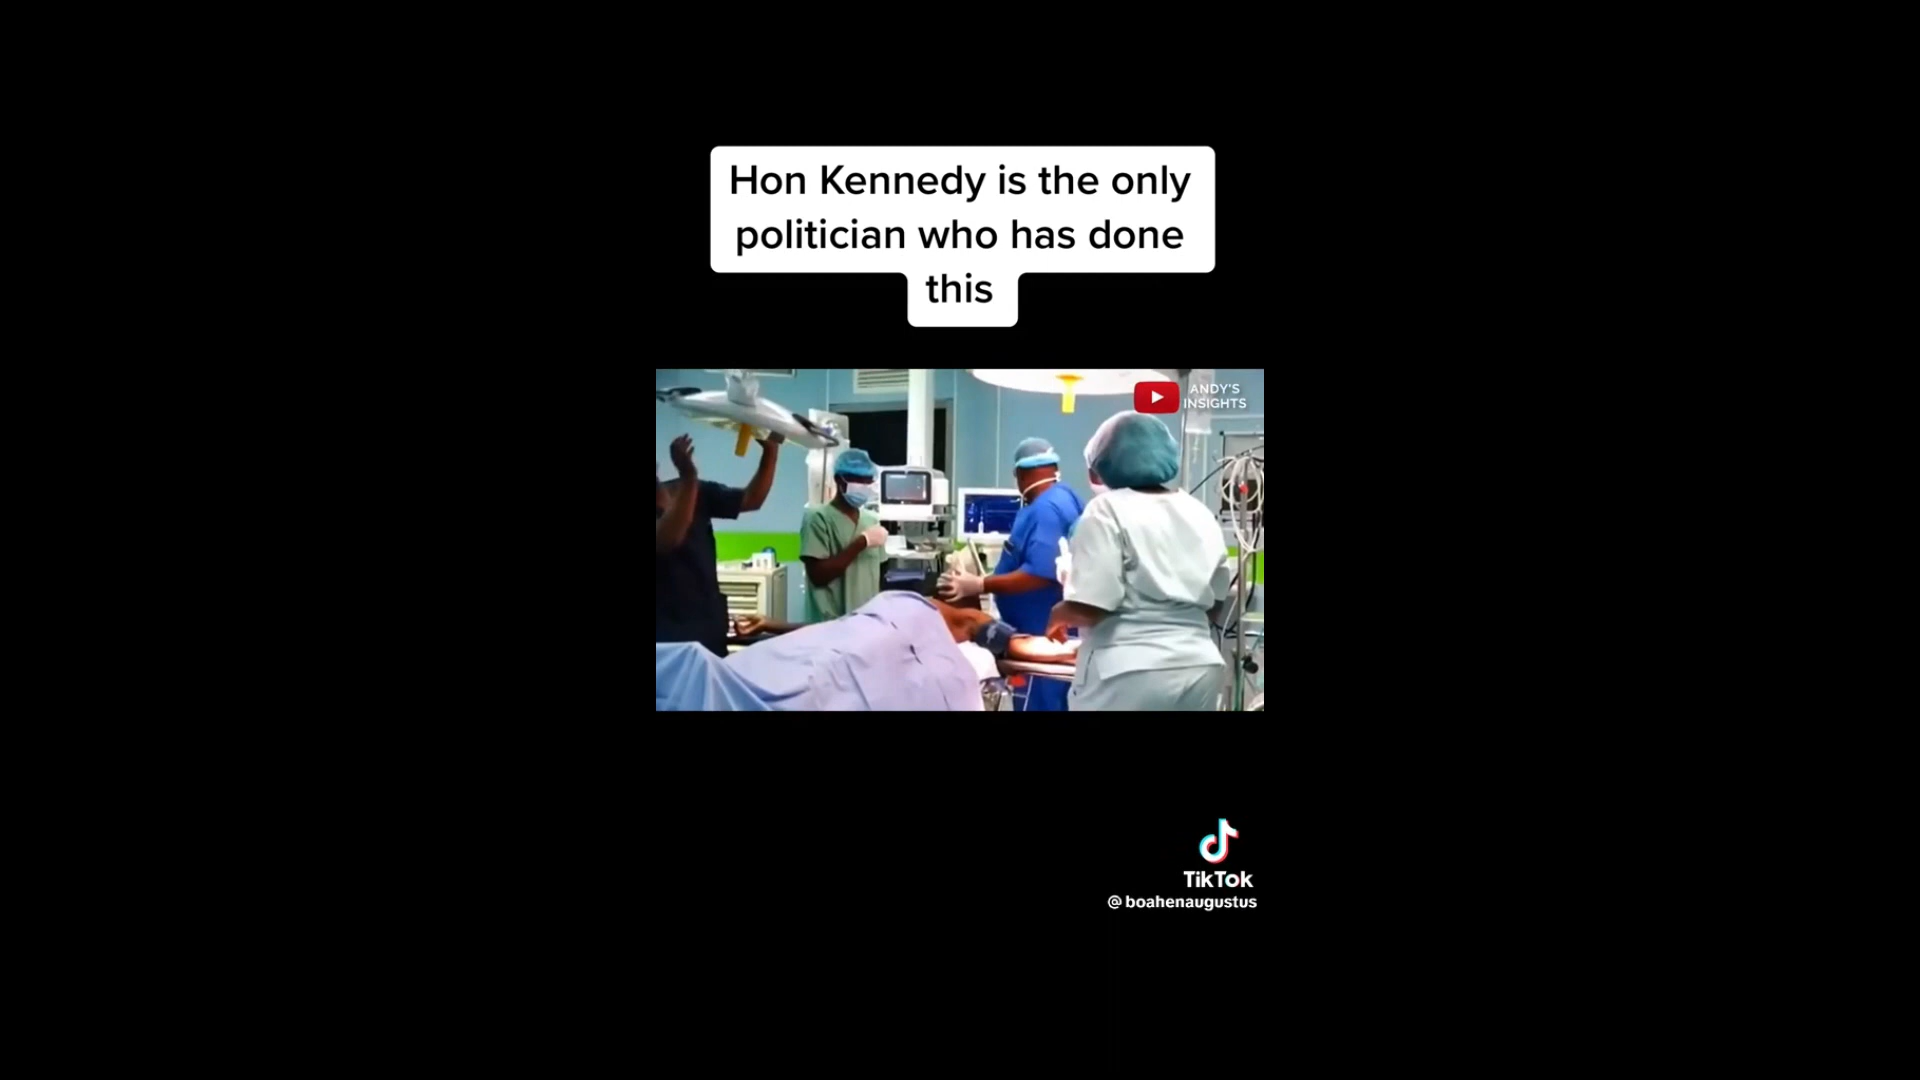 Hon Kennedy is the only
politician who has done
this
ANDY'S
INSIGHTS
TikTok
@boahenaugustus